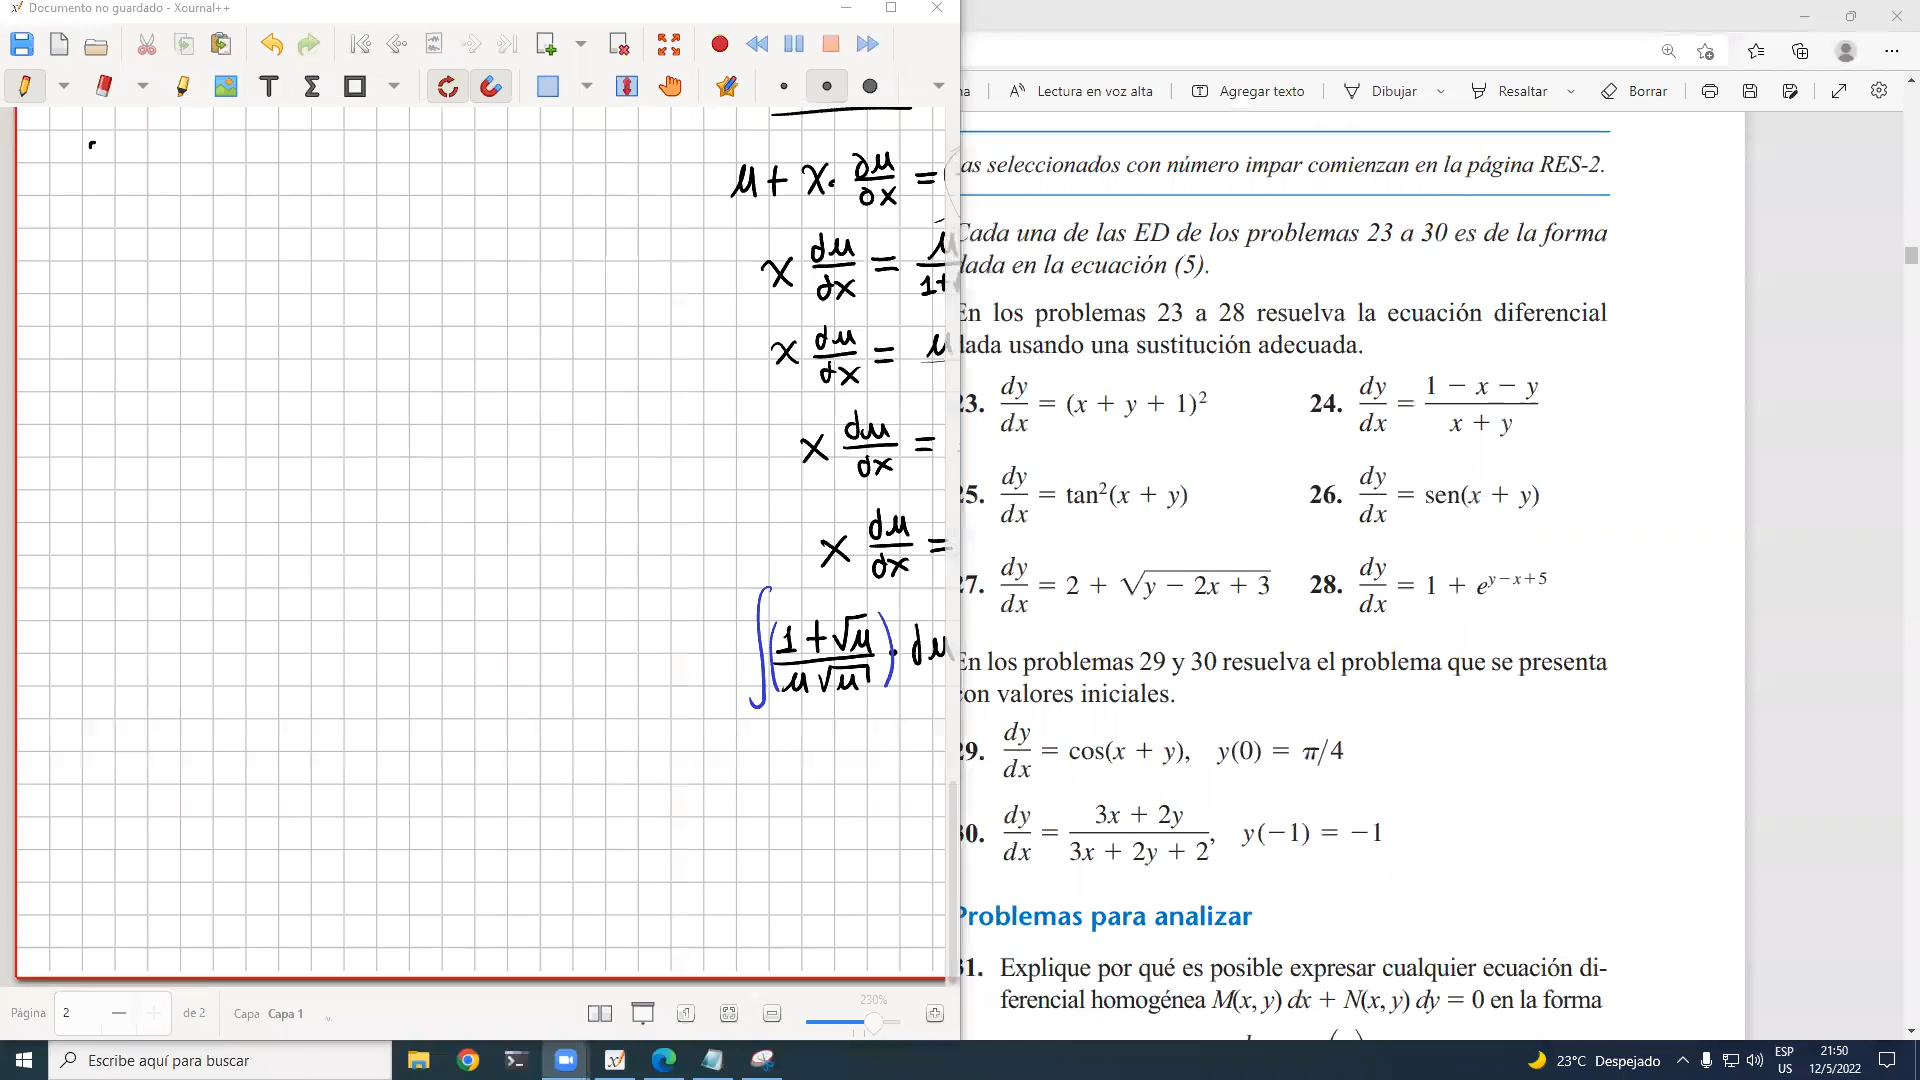 Documento no guardado - Xournal++
Lectura en voz alta
Agregar texto
Dibujar
Resaltar
Borrar
μ + x · ∂μ/∂x =
x dμ/dx = μ/1+
x dμ/dx = μ
x dμ/dx =
x dμ/dx =
∫ (1 + √μ / μ√μ) · dμ
as seleccionados con número impar comienzan en la página RES-2.
Cada una de las ED de los problemas 23 a 30 es de la forma
dada en la ecuación (5).
En los problemas 23 a 28 resuelva la ecuación diferencial
dada usando una sustitución adecuada.
23. dy/dx = (x + y + 1)²
24. dy/dx = 1 − x − y / x + y
25. dy/dx = tan²(x + y)
26. dy/dx = sen(x + y)
27. dy/dx = 2 + √y − 2x + 3
28. dy/dx = 1 + e^y−x+5
En los problemas 29 y 30 resuelva el problema que se presenta
con valores iniciales.
29. dy/dx = cos(x + y), y(0) = π/4
30. dy/dx = 3x + 2y / 3x + 2y + 2, y(−1) = −1
Problemas para analizar
31. Explique por qué es posible expresar cualquier ecuación di-
ferencial homogénea M(x, y) dx + N(x, y) dy = 0 en la forma
Página 2 de 2 Capa Capa 1
230%
Escribe aquí para buscar
23°C Despejado
ESP
US
21:50
12/5/2022